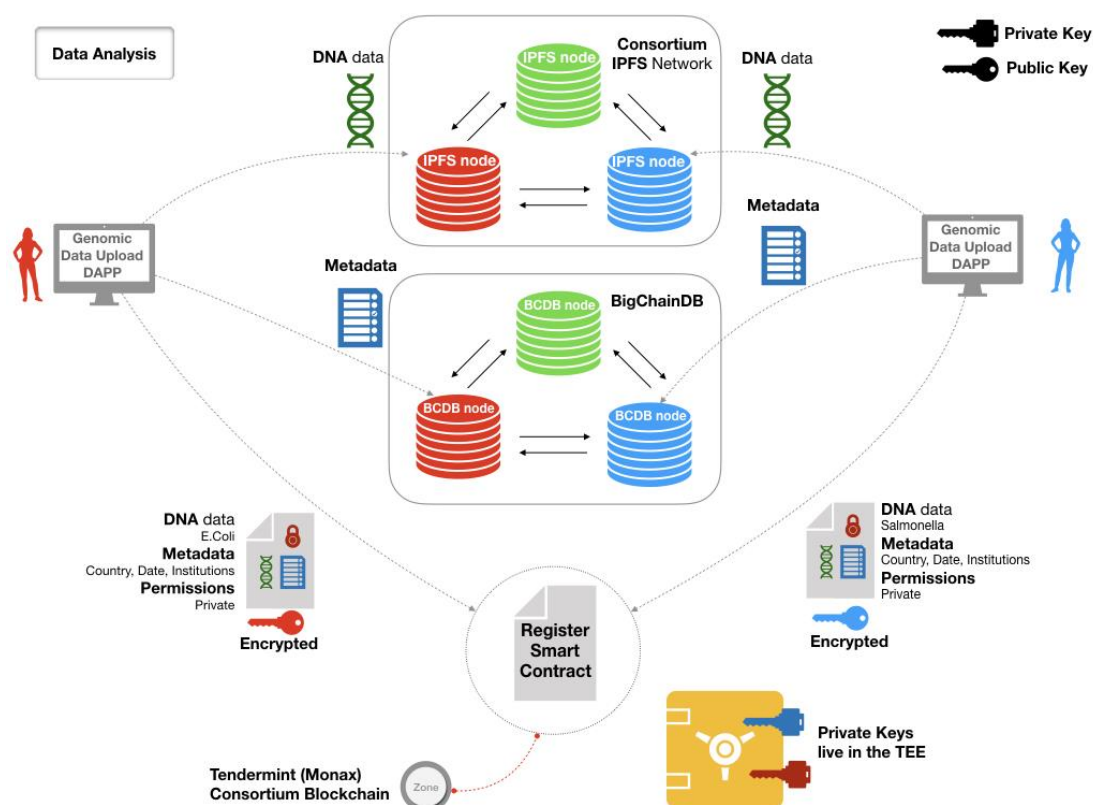 Data Analysis
DNA data
Consortium
IPFS Network
IPFS node
IPFS node
IPFS node
DNA data
Private Key
Public Key
Genomic
Data Upload
DAPP
Metadata
Metadata
Genomic
Data Upload
DAPP
BigChainDB
BCDB node
BCDB node
BCDB node
DNA data
E.Coli
Metadata
Country, Date, Institutions
Permissions
Private
Encrypted
DNA data
Salmonella
Metadata
Country, Date, Institutions
Permissions
Private
Encrypted
Register
Smart
Contract
Private Keys
live in the TEE
Tendermint (Monax)
Consortium Blockchain
Zone